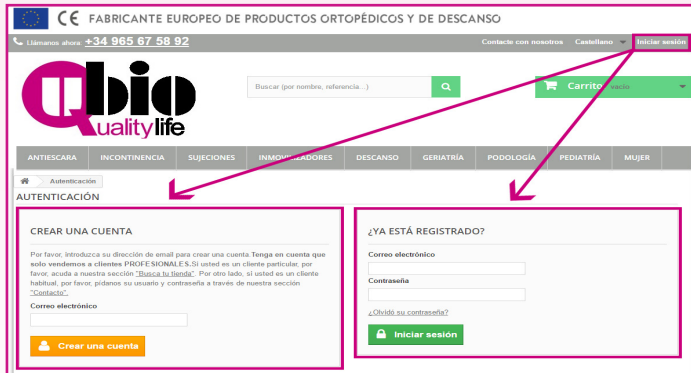 CE FABRICANTE EUROPEO DE PRODUCTOS ORTOPÉDICOS Y DE DESCANSO
Llámanos ahora: +34 965 67 58 92 Contacte con nosotros Castellano Iniciar sesión
Qbio
Qualitylife
Buscar (por nombre, referencia...) Carrito vacío
ANTIESCARA INCONTINENCIA SUJECIONES INMOVILIZADORES DESCANSO GERIATRÍA PODOLOGÍA PEDIATRÍA MUJER
Autenticación
AUTENTICACIÓN
CREAR UNA CUENTA
Por favor, introduzca su dirección de email para crear una cuenta.Tenga en cuenta que
solo vendemos a clientes PROFESIONALES.Si usted es un cliente particular, por
favor, acuda a nuestra sección "Busca tu tienda". Por otro lado, si usted es un cliente
habitual, por favor, pídanos su usuario y contraseña a través de nuestra sección
"Contacto".
Correo electrónico
Crear una cuenta
¿YA ESTÁ REGISTRADO?
Correo electrónico
Contraseña
¿Olvidó su contraseña?
Iniciar sesión